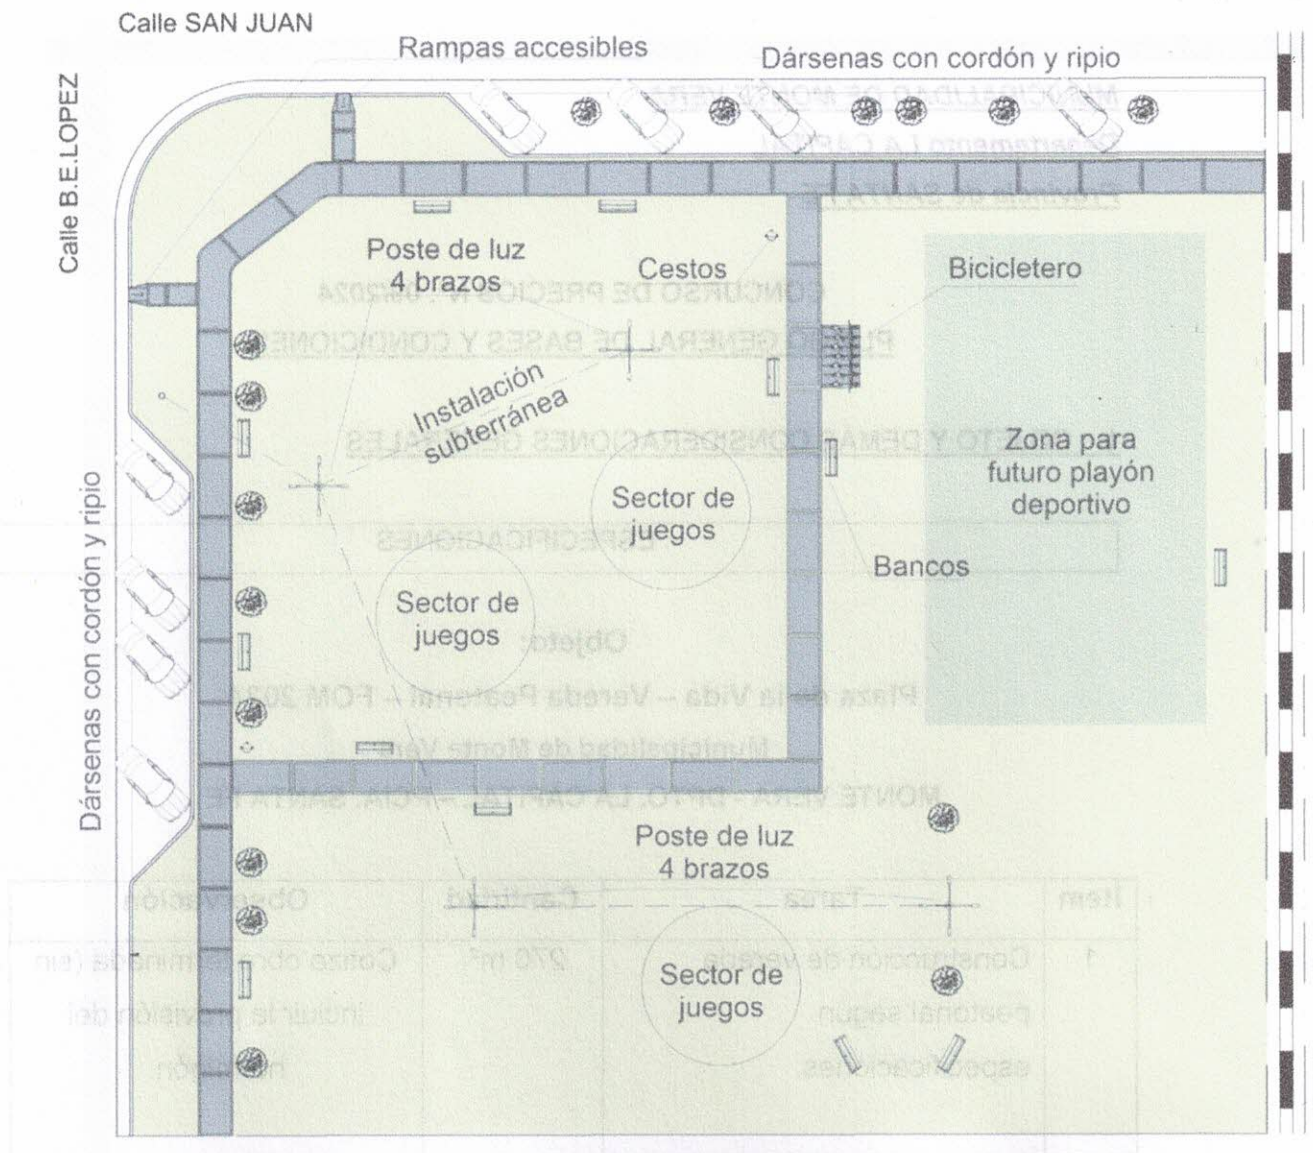 Calle SAN JUAN
Rampas accesibles
Dársenas con cordón y ripio
Calle B.E.LOPEZ
Poste de luz
4 brazos
Cestos
Bicicletero
Instalación
subterránea
Zona para
futuro playón
deportivo
Sector de
juegos
Bancos
Sector de
juegos
Dársenas con cordón y ripio
Poste de luz
4 brazos
Sector de
juegos